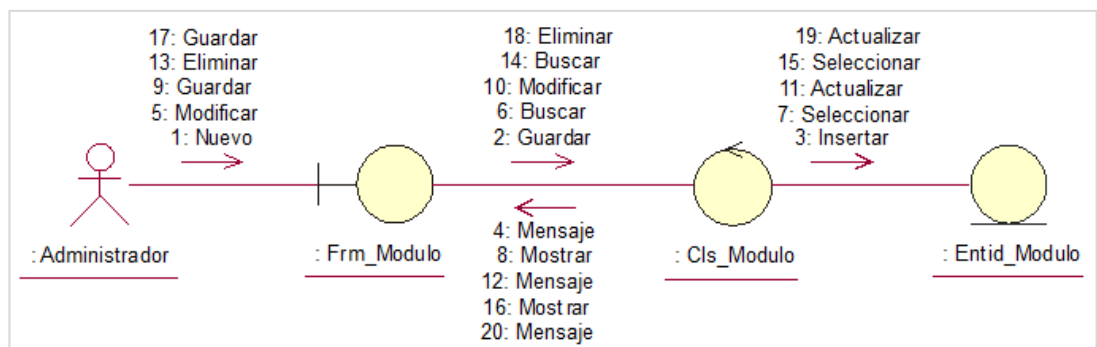 17: Guardar
13: Eliminar
9: Guardar
5: Modificar
1: Nuevo
18: Eliminar
14: Buscar
10: Modificar
6: Buscar
2: Guardar
19: Actualizar
15: Seleccionar
11: Actualizar
7: Seleccionar
3: Insertar
: Administrador
: Frm_Modulo
4: Mensaje
8: Mostrar
12: Mensaje
16: Mostrar
20: Mensaje
: Cls_Modulo
: Entid_Modulo